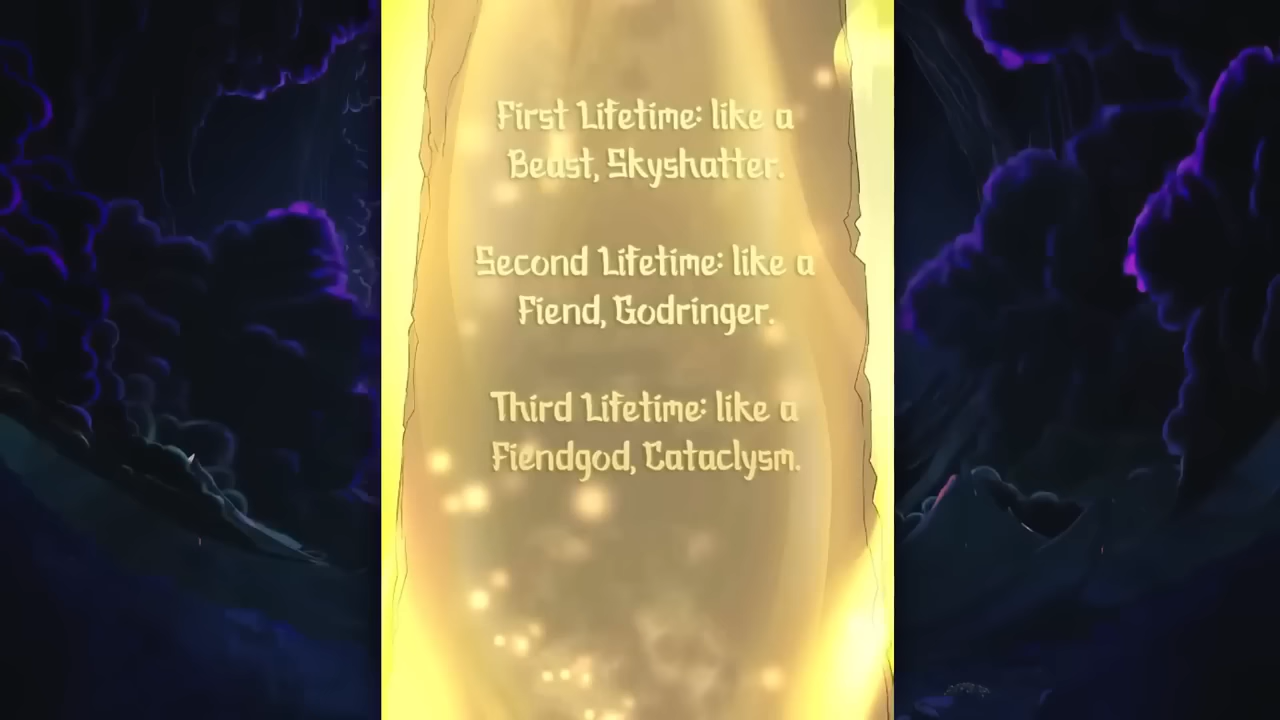 First Lifetime: like a
Beast, Skyshatter.
Second Lifetime: like a
Fiend, Godringer.
Third Lifetime: like a
Fiendgod, Cataclysm.